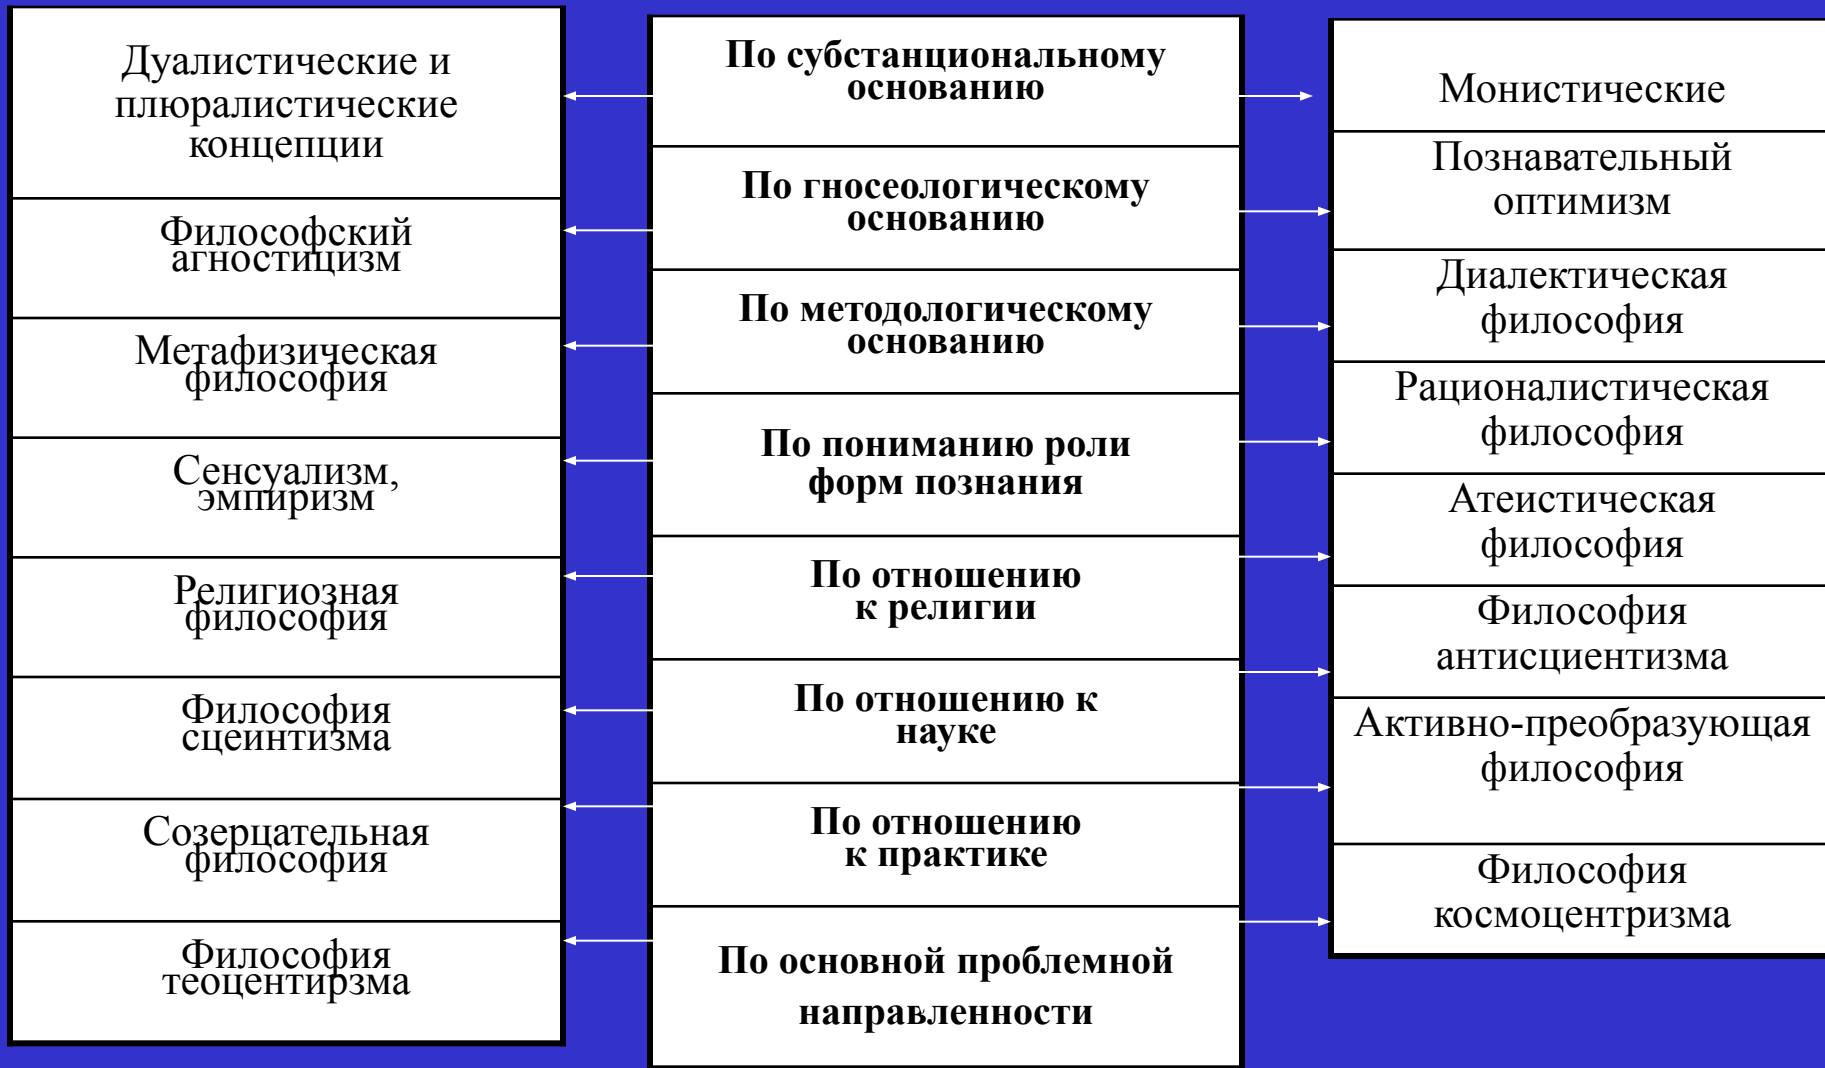 Дуалистические и
плюралистические
концепции
Философский
агностицизм
Метафизическая
философия
Сенсуализм,
эмпиризм
Религиозная
философия
Философия
сцеинтизма
Созерцательная
философия
Философия
теоцентирзма
По субстанциональному
основанию
По гносеологическому
основанию
По методологическому
основанию
По пониманию роли
форм познания
По отношению
к религии
По отношению к
науке
По отношению
к практике
По основной проблемной
направленности
Монистические
Познавательный
оптимизм
Диалектическая
философия
Рационалистическая
философия
Атеистическая
философия
Философия
антисциентизма
Активно-преобразующая
философия
Философия
космоцентризма